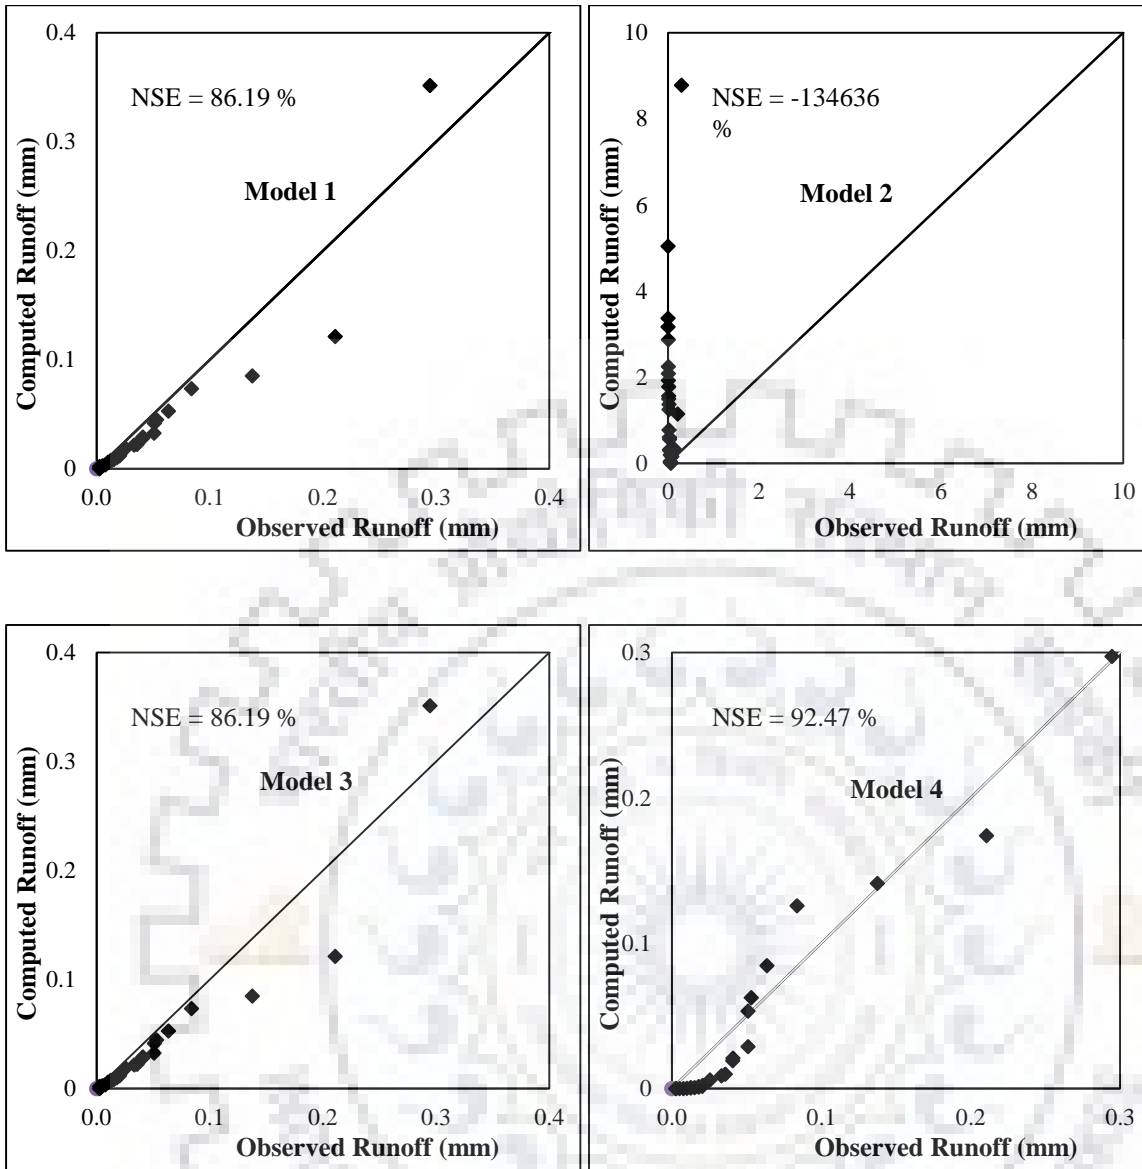 0.4
NSE = 86.19 %
0.3
Model 1
0.2
0.1
0
0.0 0.1 0.2 0.3 0.4
Computed Runoff (mm)
Observed Runoff (mm)
10
NSE = -134636
%
8
6
Model 2
4
2
0
0 2 4 6 8 10
Computed Runoff (mm)
Observed Runoff (mm)
0.4
NSE = 86.19 %
0.3
Model 3
0.2
0.1
0
0.0 0.1 0.2 0.3 0.4
Computed Runoff (mm)
Observed Runoff (mm)
0.3
NSE = 92.47 %
0.2
Model 4
0.1
0
0.0 0.1 0.2 0.3
Computed Runoff (mm)
Observed Runoff (mm)